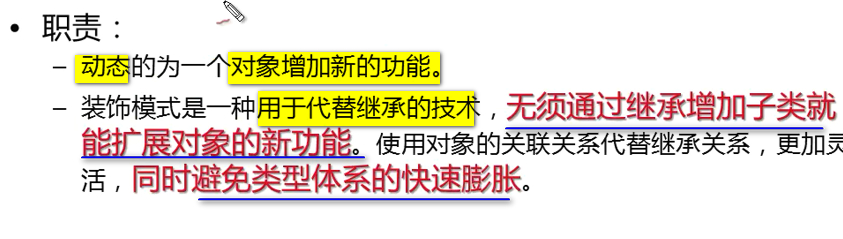 • 职责：
– 动态的为一个对象增加新的功能。
– 装饰模式是一种用于代替继承的技术，无须通过继承增加子类就
能扩展对象的新功能。使用对象的关联关系代替继承关系，更加灵
活，同时避免类型体系的快速膨胀。